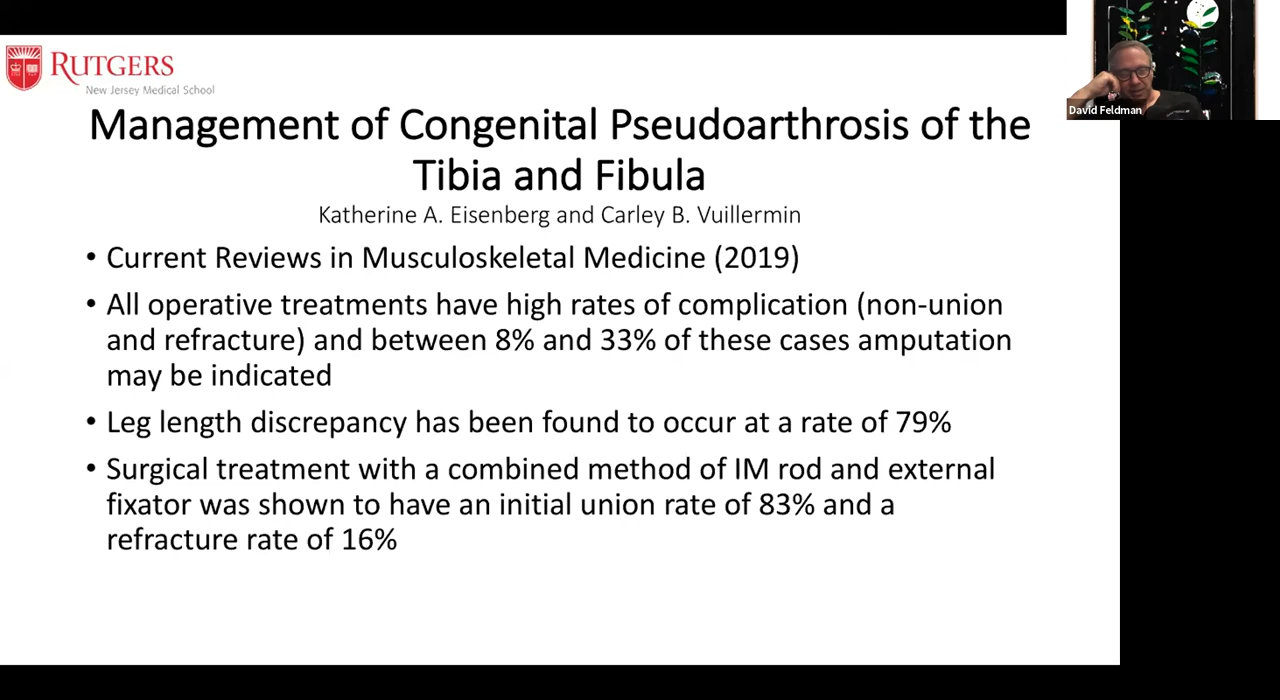 RUTGERS
New Jersey Medical School
David Feldman
Management of Congenital Pseudoarthrosis of the
Tibia and Fibula
Katherine A. Eisenberg and Carley B. Vuillermin
• Current Reviews in Musculoskeletal Medicine (2019)
• All operative treatments have high rates of complication (non-union
and refracture) and between 8% and 33% of these cases amputation
may be indicated
• Leg length discrepancy has been found to occur at a rate of 79%
• Surgical treatment with a combined method of IM rod and external
fixator was shown to have an initial union rate of 83% and a
refracture rate of 16%